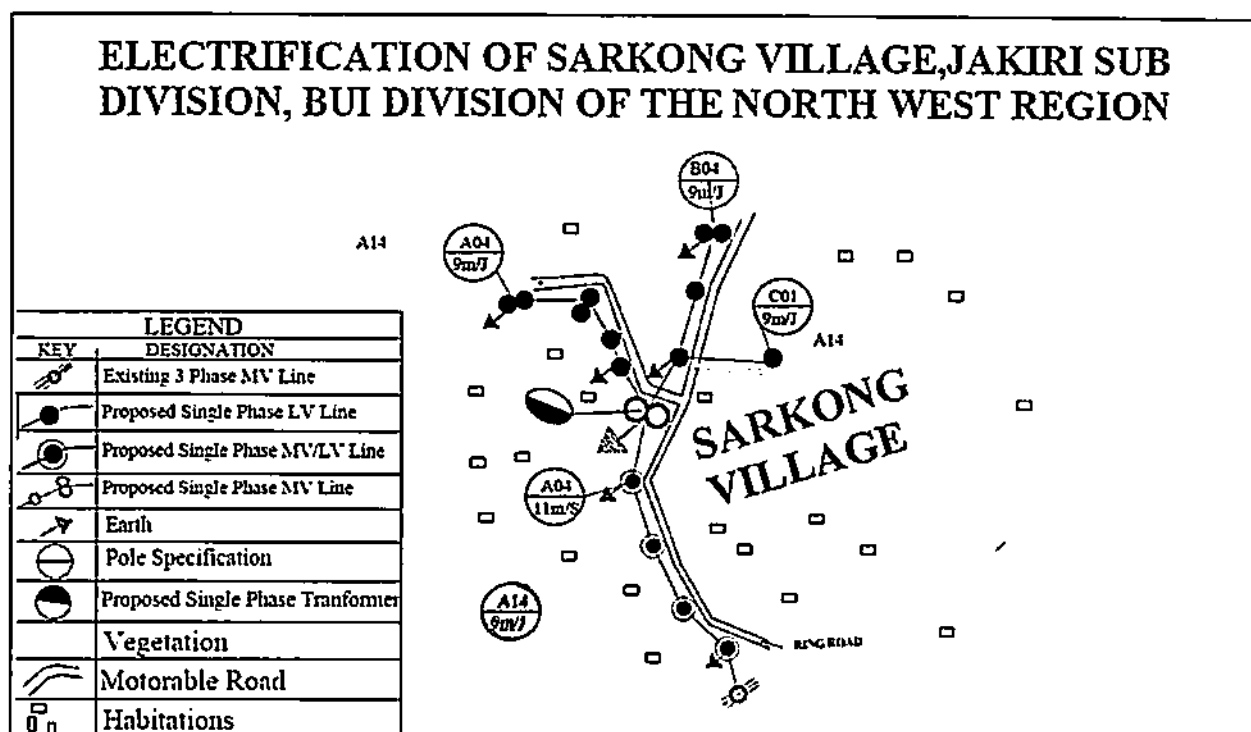 ELECTRIFICATION OF SARKONG VILLAGE,JAKIRI SUB
DIVISION, BUI DIVISION OF THE NORTH WEST REGION
B04
9m/J
A14
A04
9m/J
C01
9m/J
A14
SARKONG
VILLAGE
A04
11m/S
A14
9m/J
RING ROAD
LEGEND
KEY DESIGNATION
Existing 3 Phase MV Line
Proposed Single Phase LV Line
Proposed Single Phase MV/LV Line
Proposed Single Phase MV Line
Earth
Pole Specification
Proposed Single Phase Tranformer
Vegetation
Motorable Road
Habitations